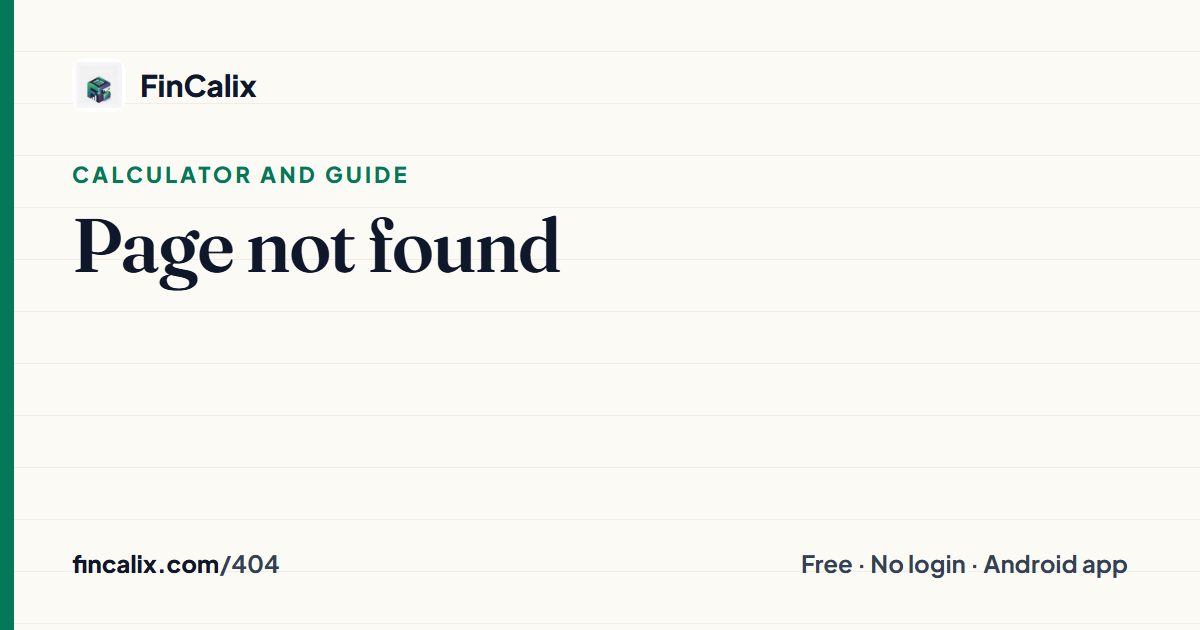 FinCalix
CALCULATOR AND GUIDE
Page not found
fincalix.com/404
Free · No login · Android app